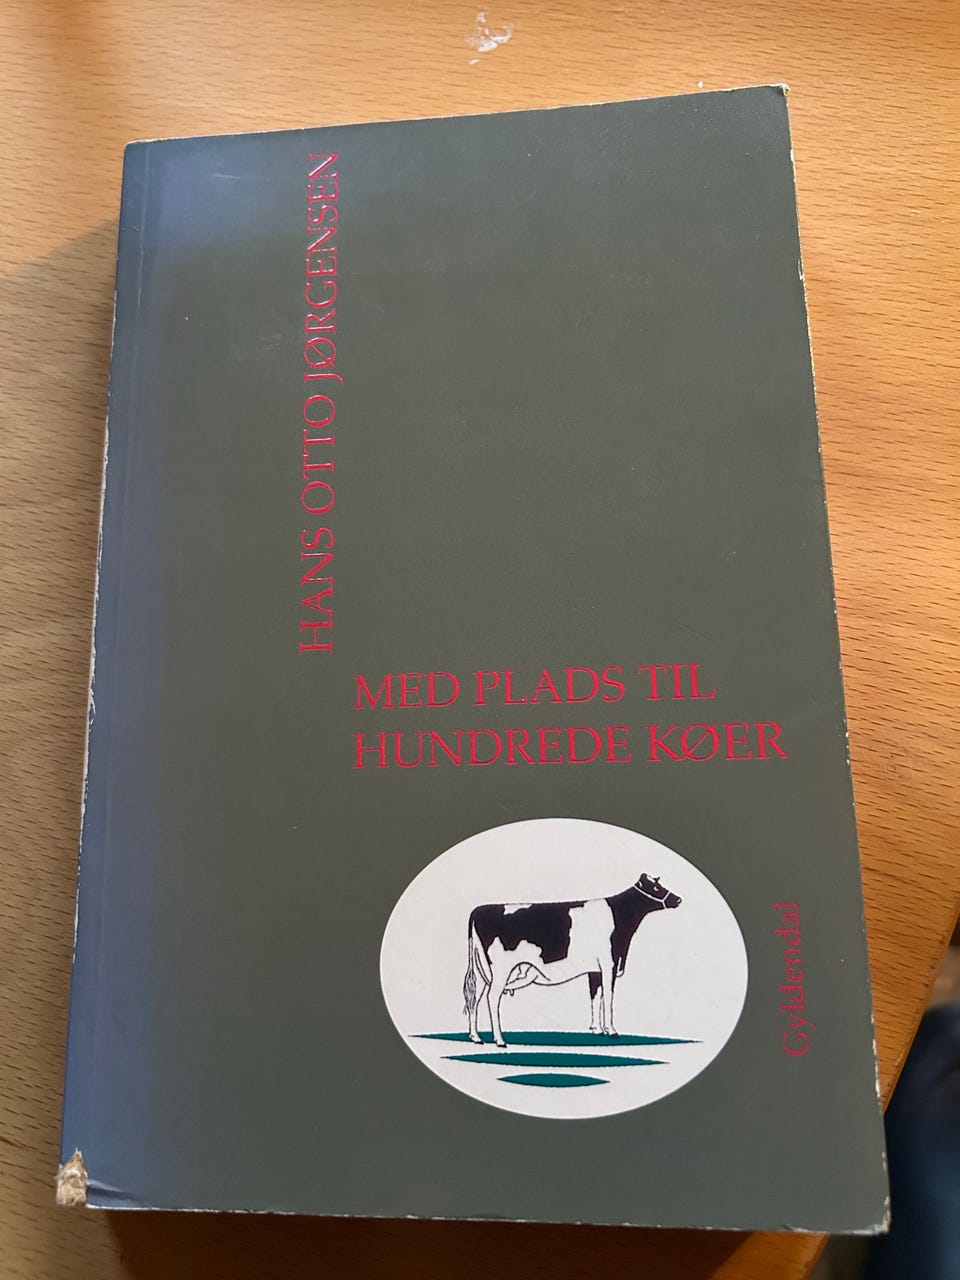 HANS OTTO JØRGENSEN
MED PLADS TIL
HUNDREDE KØER
Gyldendal